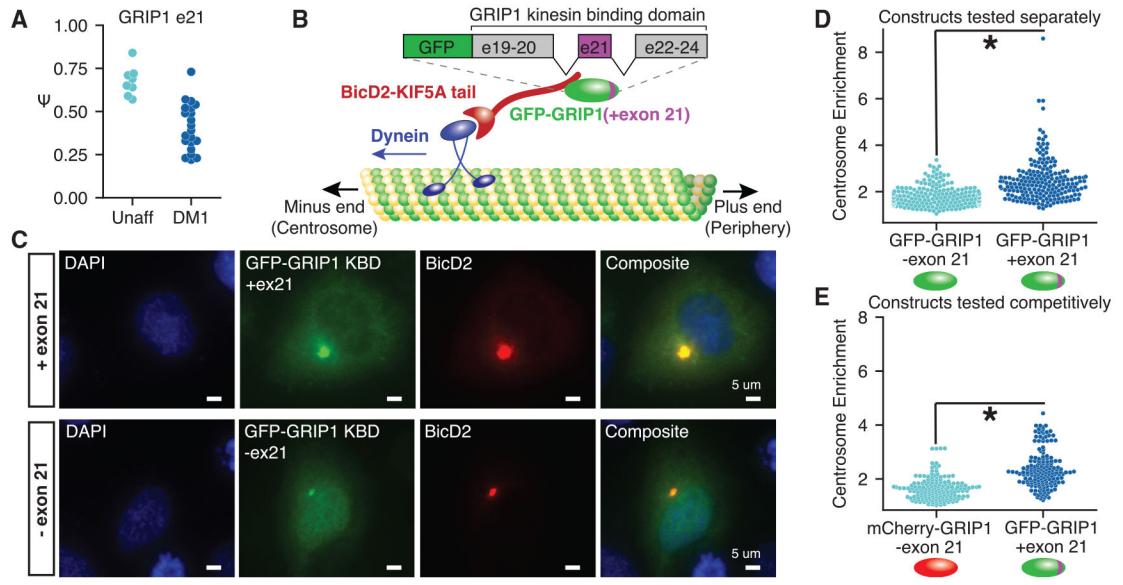 A
GRIP1 e21
1.00
0.75
Ψ
0.50
0.25
0.00
Unaff
DM1
B
GRIP1 kinesin binding domain
GFP
e19-20
e21
e22-24
BicD2-KIF5A tail
GFP-GRIP1(+exon 21)
Dynein
Minus end
(Centrosome)
Plus end
(Periphery)
C
+ exon 21
DAPI
GFP-GRIP1 KBD
+ex21
BicD2
Composite
5 um
- exon 21
DAPI
GFP-GRIP1 KBD
-ex21
BicD2
Composite
5 um
D
Constructs tested separately
Centrosome Enrichment
8
6
4
2
*
GFP-GRIP1
-exon 21
GFP-GRIP1
+exon 21
E
Constructs tested competitively
Centrosome Enrichment
8
6
4
2
*
mCherry-GRIP1
-exon 21
GFP-GRIP1
+exon 21